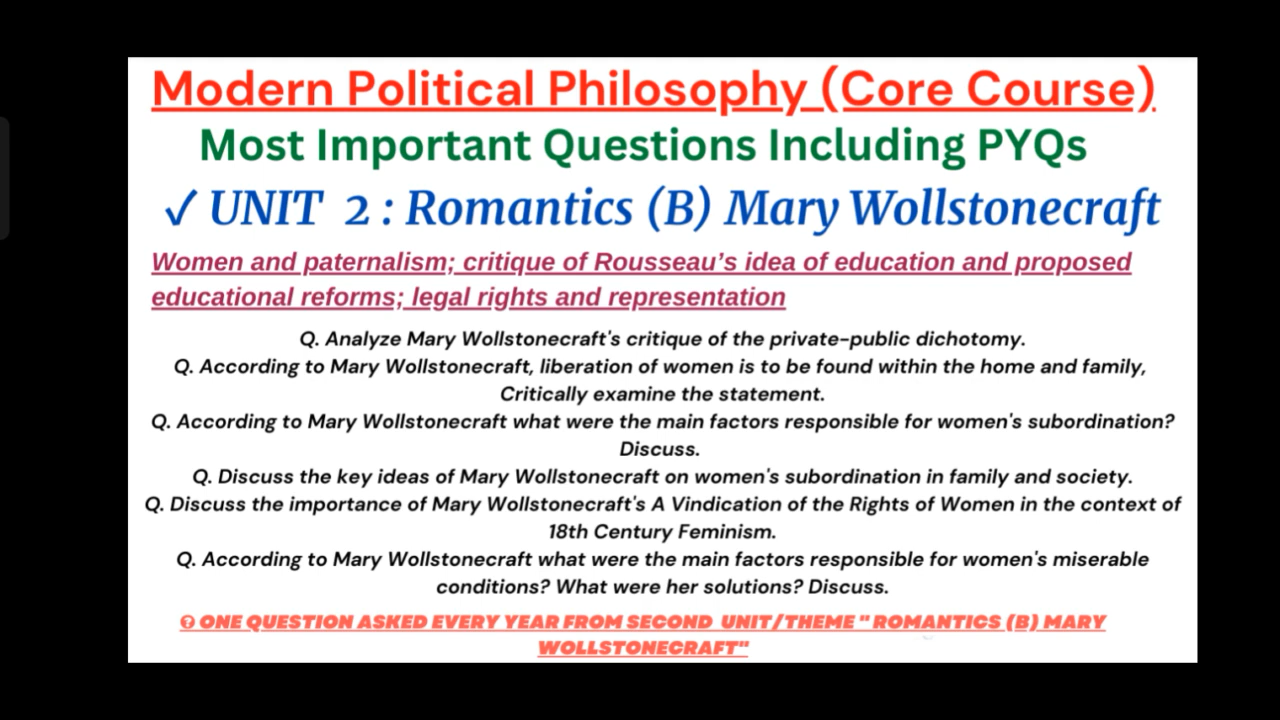 Modern Political Philosophy (Core Course)
Most Important Questions Including PYQs
✓ UNIT 2 : Romantics (B) Mary Wollstonecraft
Women and paternalism; critique of Rousseau’s idea of education and proposed
educational reforms; legal rights and representation
Q. Analyze Mary Wollstonecraft's critique of the private-public dichotomy.
Q. According to Mary Wollstonecraft, liberation of women is to be found within the home and family,
Critically examine the statement.
Q. According to Mary Wollstonecraft what were the main factors responsible for women's subordination?
Discuss.
Q. Discuss the key ideas of Mary Wollstonecraft on women's subordination in family and society.
Q. Discuss the importance of Mary Wollstonecraft's A Vindication of the Rights of Women in the context of
18th Century Feminism.
Q. According to Mary Wollstonecraft what were the main factors responsible for women's miserable
conditions? What were her solutions? Discuss.
ONE QUESTION ASKED EVERY YEAR FROM SECOND UNIT/THEME " ROMANTICS (B) MARY
WOLLSTONECRAFT"